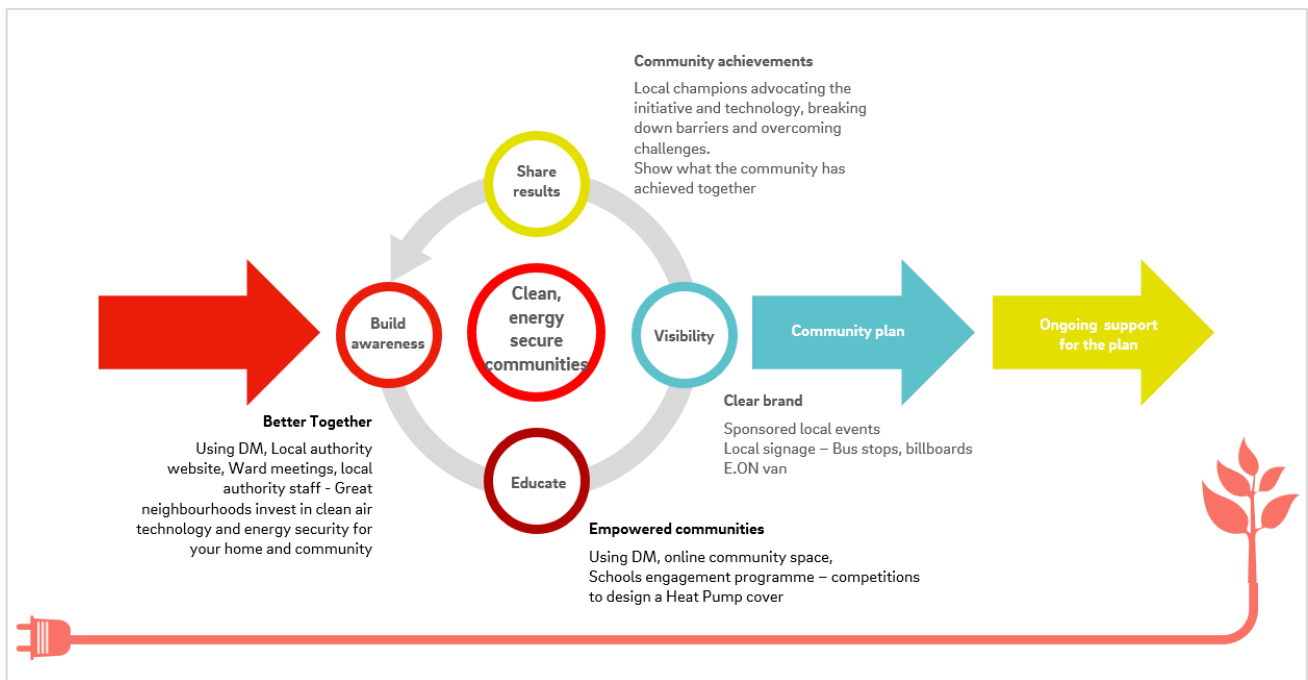 Community achievements
Local champions advocating the
initiative and technology, breaking
down barriers and overcoming
challenges.
Show what the community has
achieved together
Share
results
Build
awareness
Clean,
energy
secure
communities
Visibility
Community plan
Ongoing support
for the plan
Better Together
Using DM, Local authority
website, Ward meetings, local
authority staff - Great
neighbourhoods invest in clean air
technology and energy security for
your home and community
Educate
Clear brand
Sponsored local events
Local signage – Bus stops, billboards
E.ON van
Empowered communities
Using DM, online community space,
Schools engagement programme – competitions
to design a Heat Pump cover